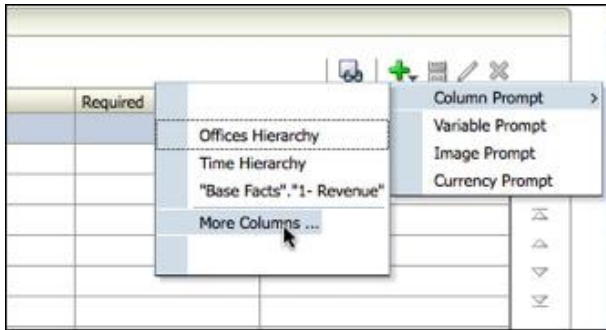 Required
Column Prompt
Variable Prompt
Image Prompt
Currency Prompt
Offices Hierarchy
Time Hierarchy
"Base Facts"."1- Revenue"
More Columns ...